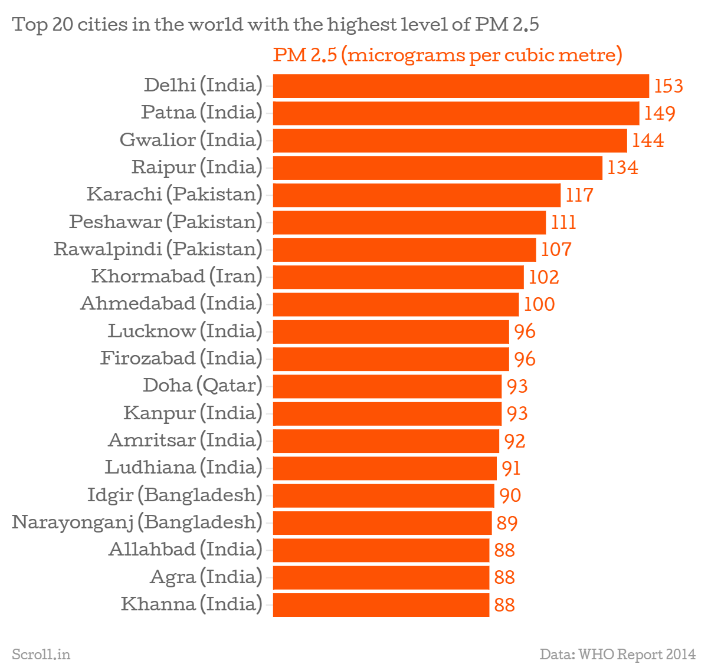 Top 20 cities in the world with the highest level of PM 2.5
PM 2.5 (micrograms per cubic metre)
Delhi (India) 153
Patna (India) 149
Gwalior (India) 144
Raipur (India) 134
Karachi (Pakistan) 117
Peshawar (Pakistan) 111
Rawalpindi (Pakistan) 107
Khormabad (Iran) 102
Ahmedabad (India) 100
Lucknow (India) 96
Firozabad (India) 96
Doha (Qatar) 93
Kanpur (India) 93
Amritsar (India) 92
Ludhiana (India) 91
Idgir (Bangladesh) 90
Narayonganj (Bangladesh) 89
Allahbad (India) 88
Agra (India) 88
Khanna (India) 88
Scroll.in Data: WHO Report 2014